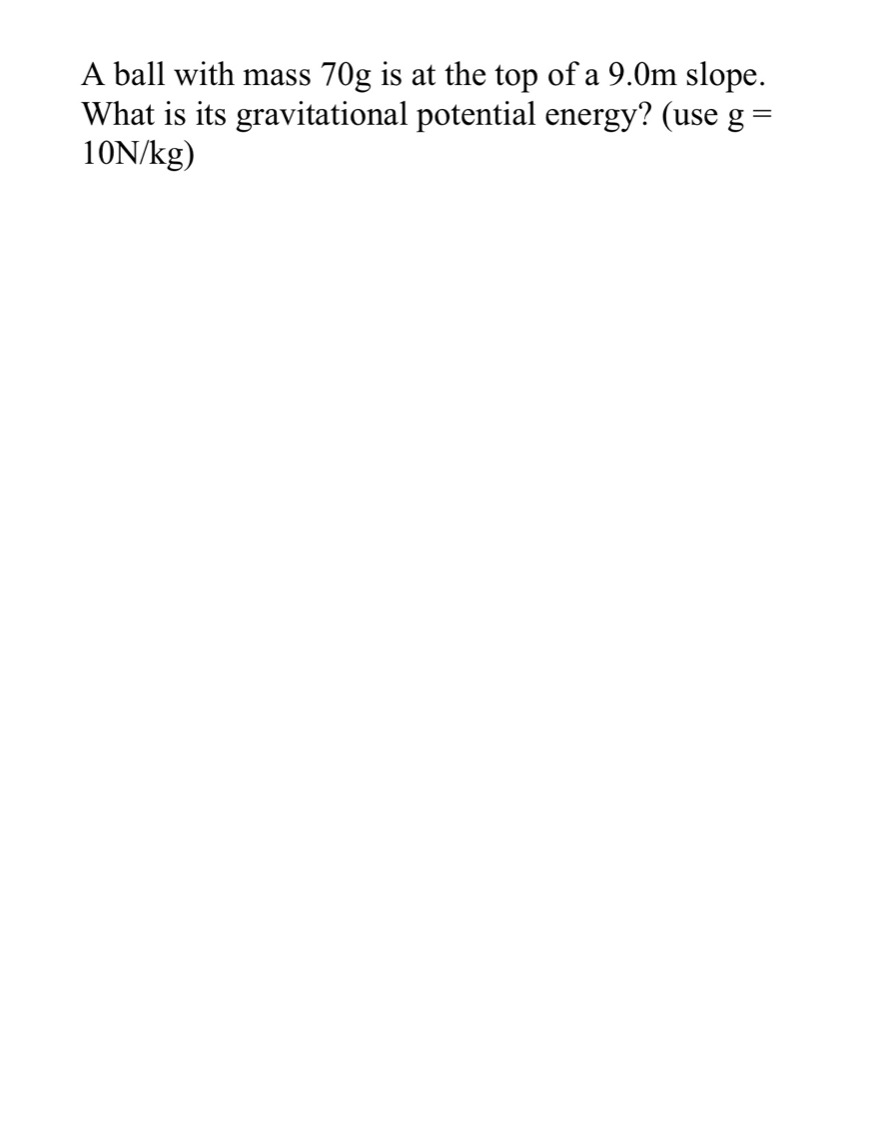 A ball with mass 70g is at the top of a 9.0m slope.
What is its gravitational potential energy? (use g =
10N/kg)